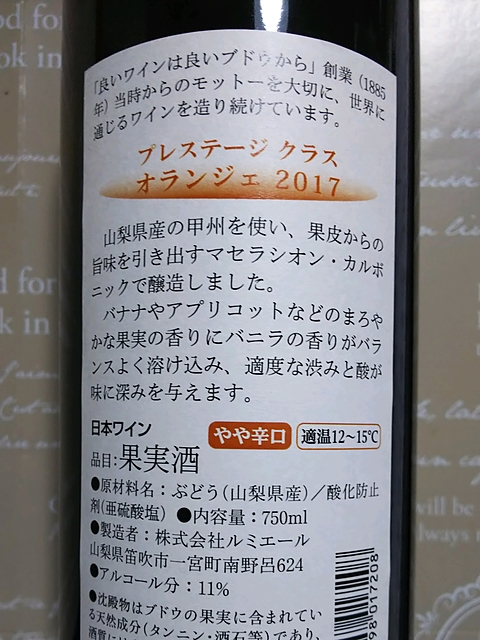 「良いワインは良いブドウから」創業（1885
年）当時からのモットーを大切に、世界に
通じるワインを造り続けています。
プレステージ クラス
オランジェ 2017
山梨県産の甲州を使い、果皮からの
旨味を引き出すマセラシオン・カルボ
ニックで醸造しました。
バナナやアプリコットなどのまろや
かな果実の香りにバニラの香りがバラ
ンスよく溶け込み、適度な渋みと酸が
味に深みを与えます。
日本ワイン
やや辛口 適温12～15℃
品目:果実酒
●原材料名：ぶどう(山梨県産)／酸化防止
剤(亜硫酸塩) ●内容量：750ml
●製造者：株式会社ルミエール
山梨県笛吹市一宮町南野呂624
●アルコール分：11%
●沈殿物はブドウの果実に含まれてい
る天然成分(タンニン・酒石等)であり、
8017208